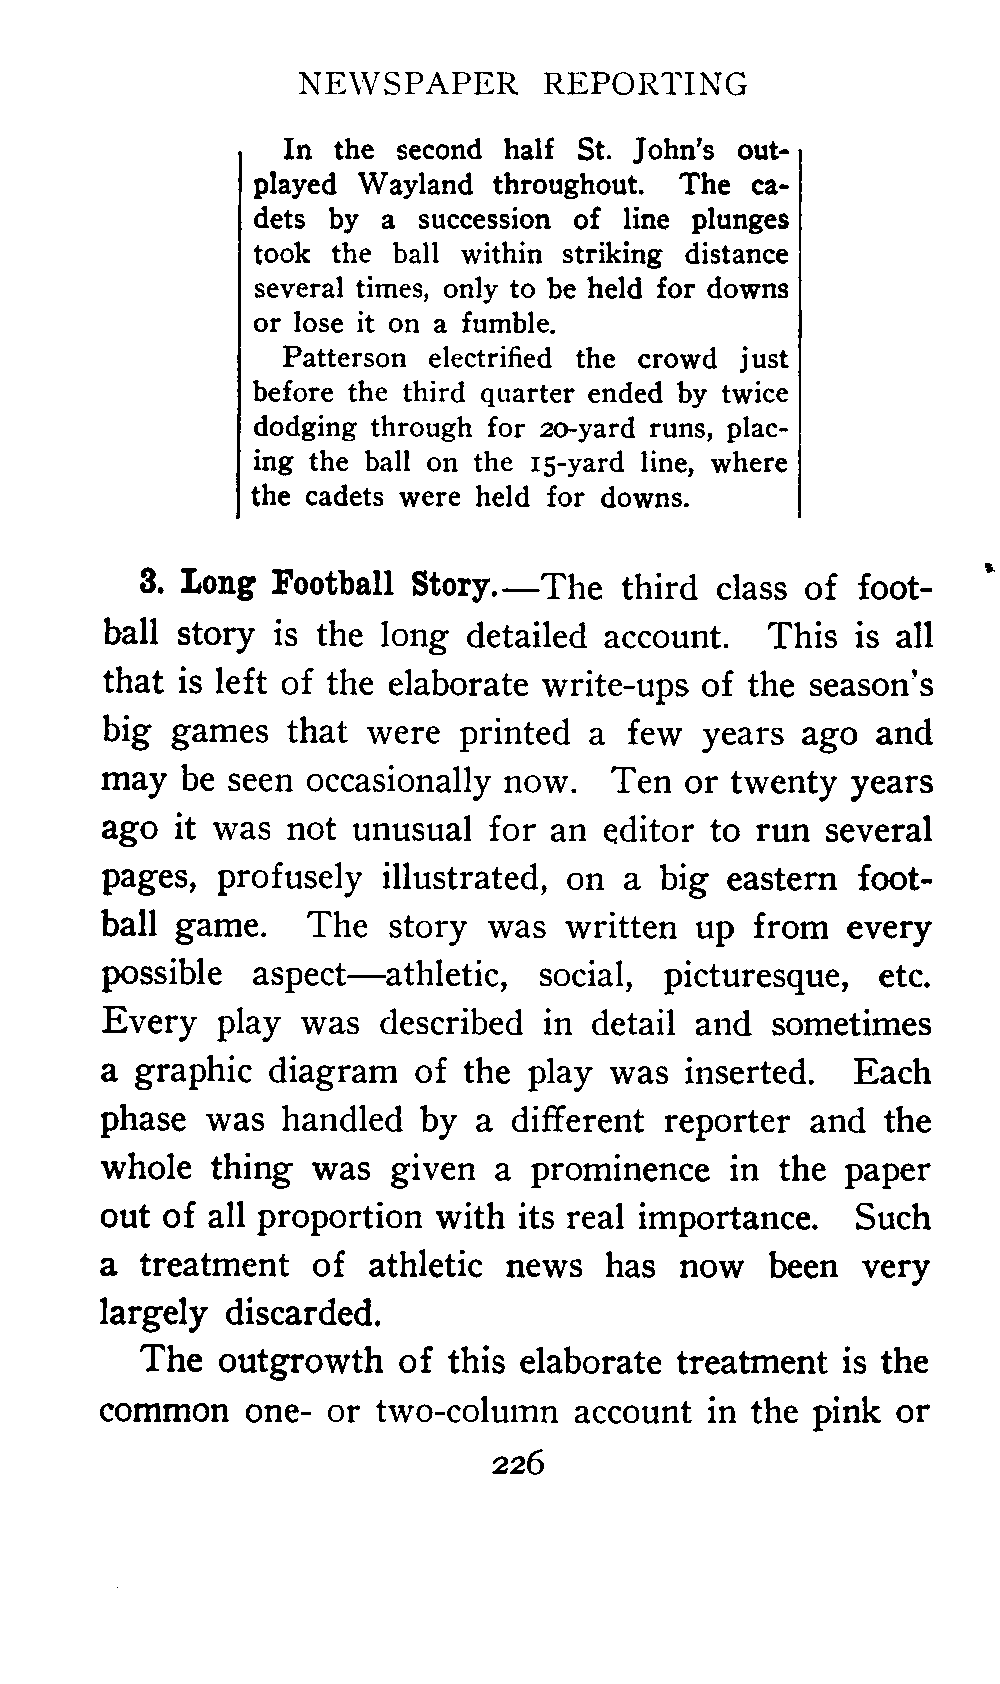 NEWSPAPER REPORTING
In the second half St. John's out-
played Wayland throughout. The ca-
dets by a succession of line plunges
took the ball within striking distance
several times, only to be held for downs
or lose it on a fumble.
Patterson electrified the crowd just
before the third quarter ended by twice
dodging through for 20-yard runs, plac-
ing the ball on the 15-yard line, where
the cadets were held for downs.
3. Long Football Story.—The third class of foot-
ball story is the long detailed account. This is all
that is left of the elaborate write-ups of the season's
big games that were printed a few years ago and
may be seen occasionally now. Ten or twenty years
ago it was not unusual for an editor to run several
pages, profusely illustrated, on a big eastern foot-
ball game. The story was written up from every
possible aspect—athletic, social, picturesque, etc.
Every play was described in detail and sometimes
a graphic diagram of the play was inserted. Each
phase was handled by a different reporter and the
whole thing was given a prominence in the paper
out of all proportion with its real importance. Such
a treatment of athletic news has now been very
largely discarded.
The outgrowth of this elaborate treatment is the
common one- or two-column account in the pink or
226